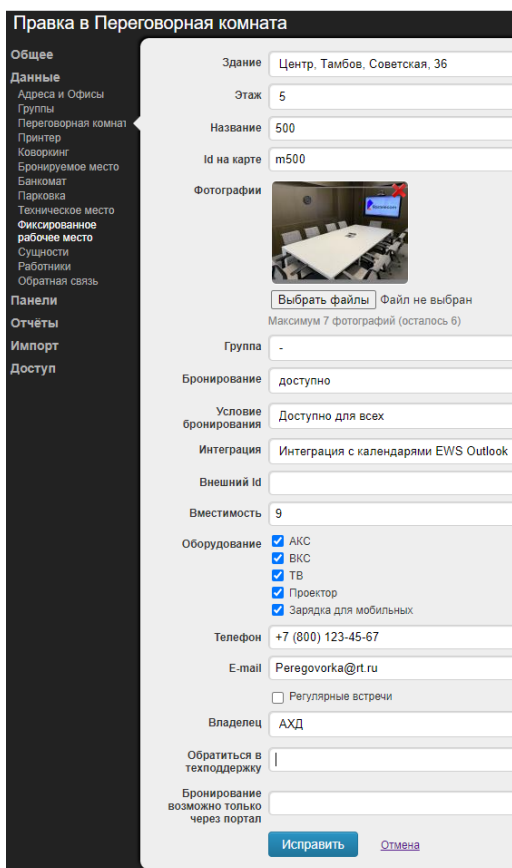 Правка в Переговорная комната
Общее
Данные
Адреса и Офисы
Группы
Переговорная комнат
Принтер
Коворкинг
Бронируемое место
Банкомат
Парковка
Техническое место
Фиксированное
рабочее место
Сущности
Работники
Обратная связь
Панели
Отчёты
Импорт
Доступ
Здание Центр, Тамбов, Советская, 36
Этаж 5
Название 500
Id на карте m500
Фотографии
Выбрать файлы Файл не выбран
Максимум 7 фотографий (осталось 6)
Группа -
Бронирование доступно
Условие
бронирования Доступно для всех
Интеграция Интеграция с календарями EWS Outlook
Внешний Id
Вместимость 9
Оборудование АКС
ВКС
ТВ
Проектор
Зарядка для мобильных
Телефон +7 (800) 123-45-67
E-mail Peregovorka@rt.ru
Регулярные встречи
Владелец АХД
Обратиться в
техподдержку
Бронирование
возможно только
через портал
Исправить Отмена